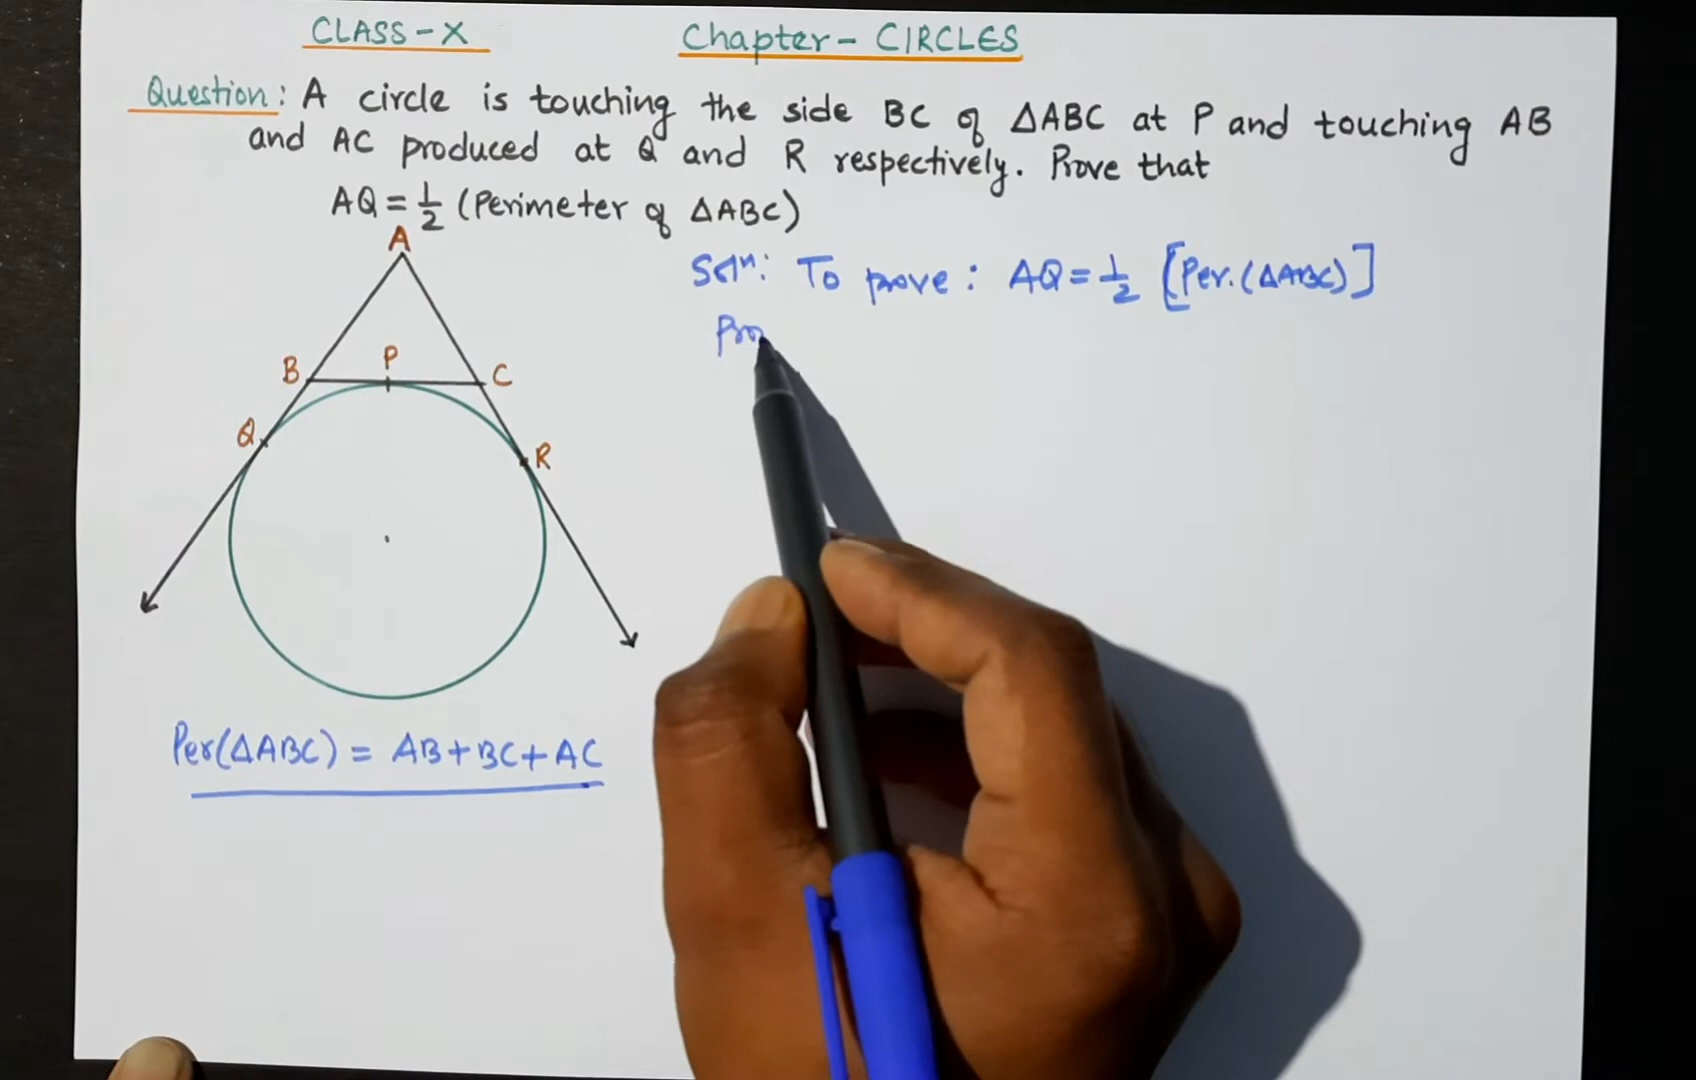 CLASS-X
Chapter- CIRCLES
Question: A circle is touching the side BC of ΔABC at P and touching AB
and AC produced at Q and R respectively. Prove that
AQ = 1/2 (Perimeter of ΔABC)
A
B
P
C
Q
R
Per(ΔABC) = AB+BC+AC
Soln: To prove: AQ = 1/2 [Per.(ΔABC)]
Pro